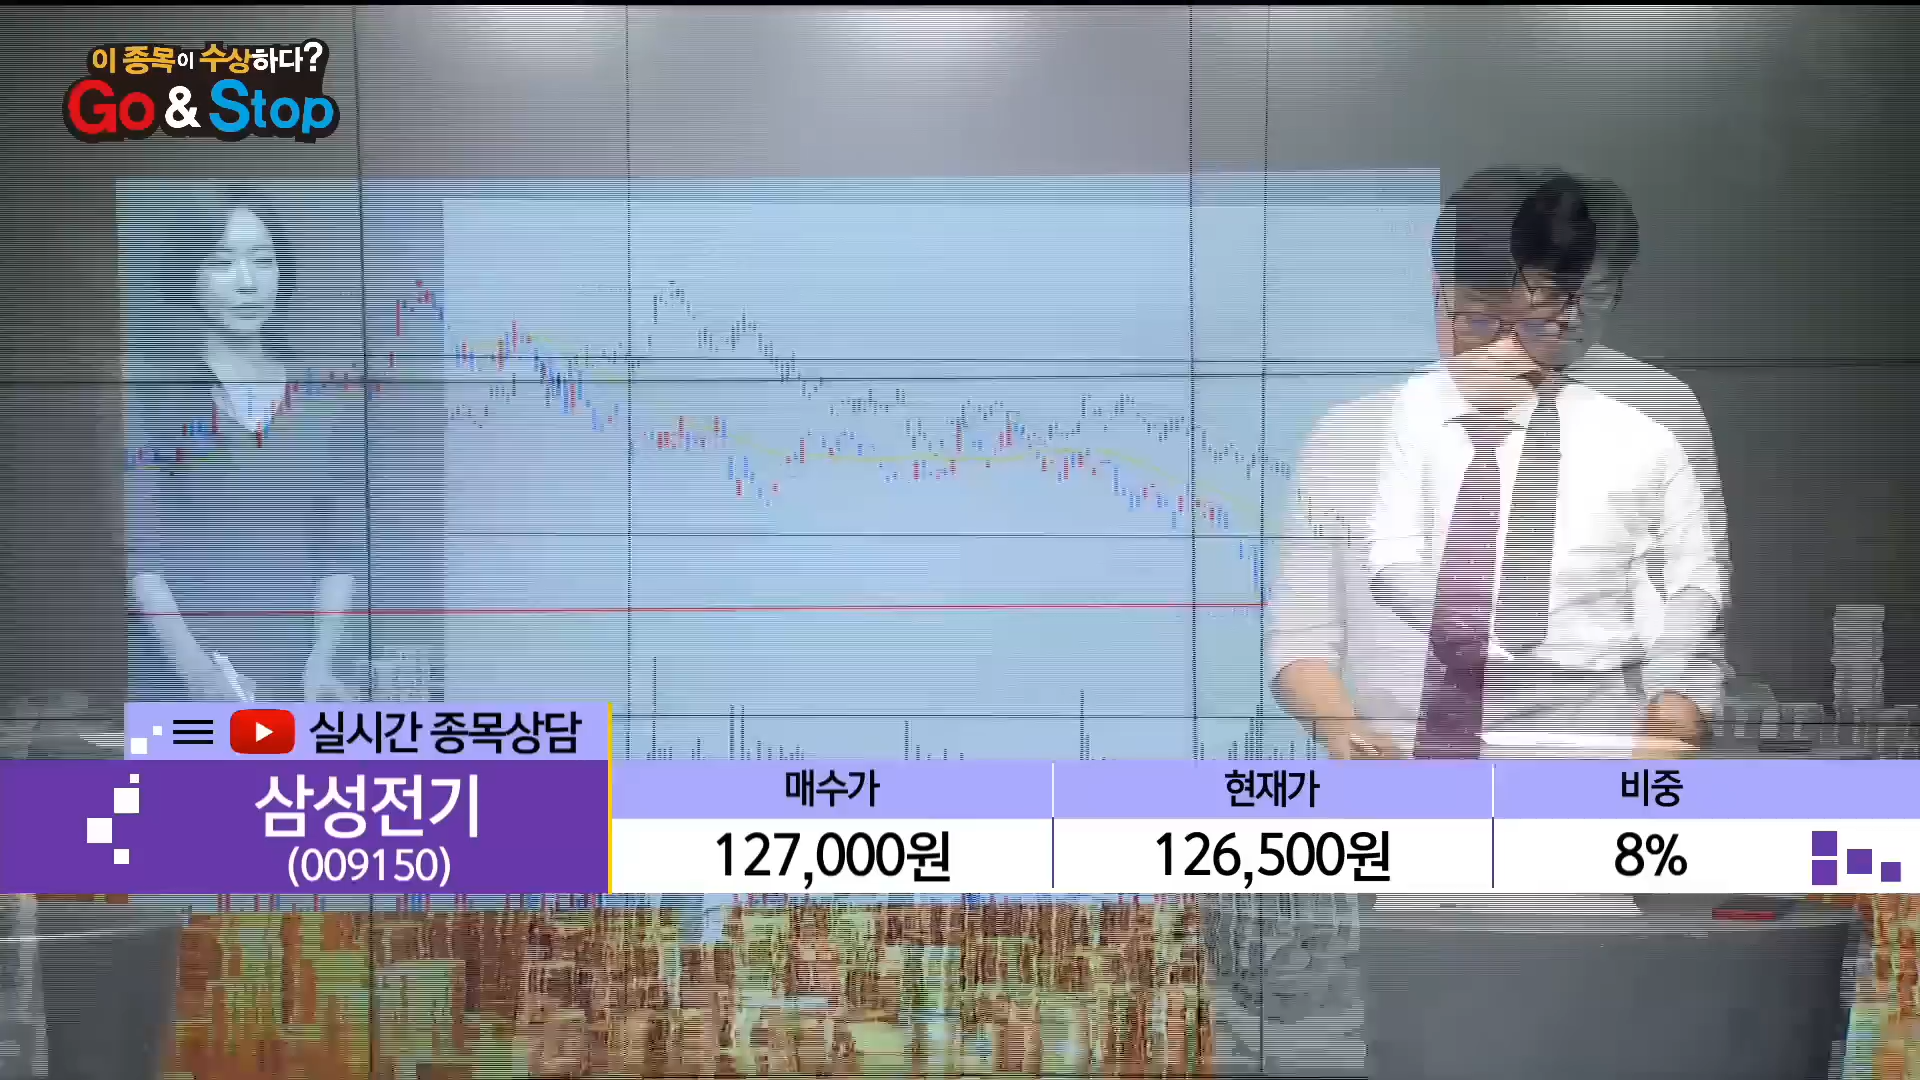 이 종목이 수상하다?
Go & Stop
실시간 종목상담
삼성전기
(009150)
매수가
현재가
비중
127,000원
126,500원
8%